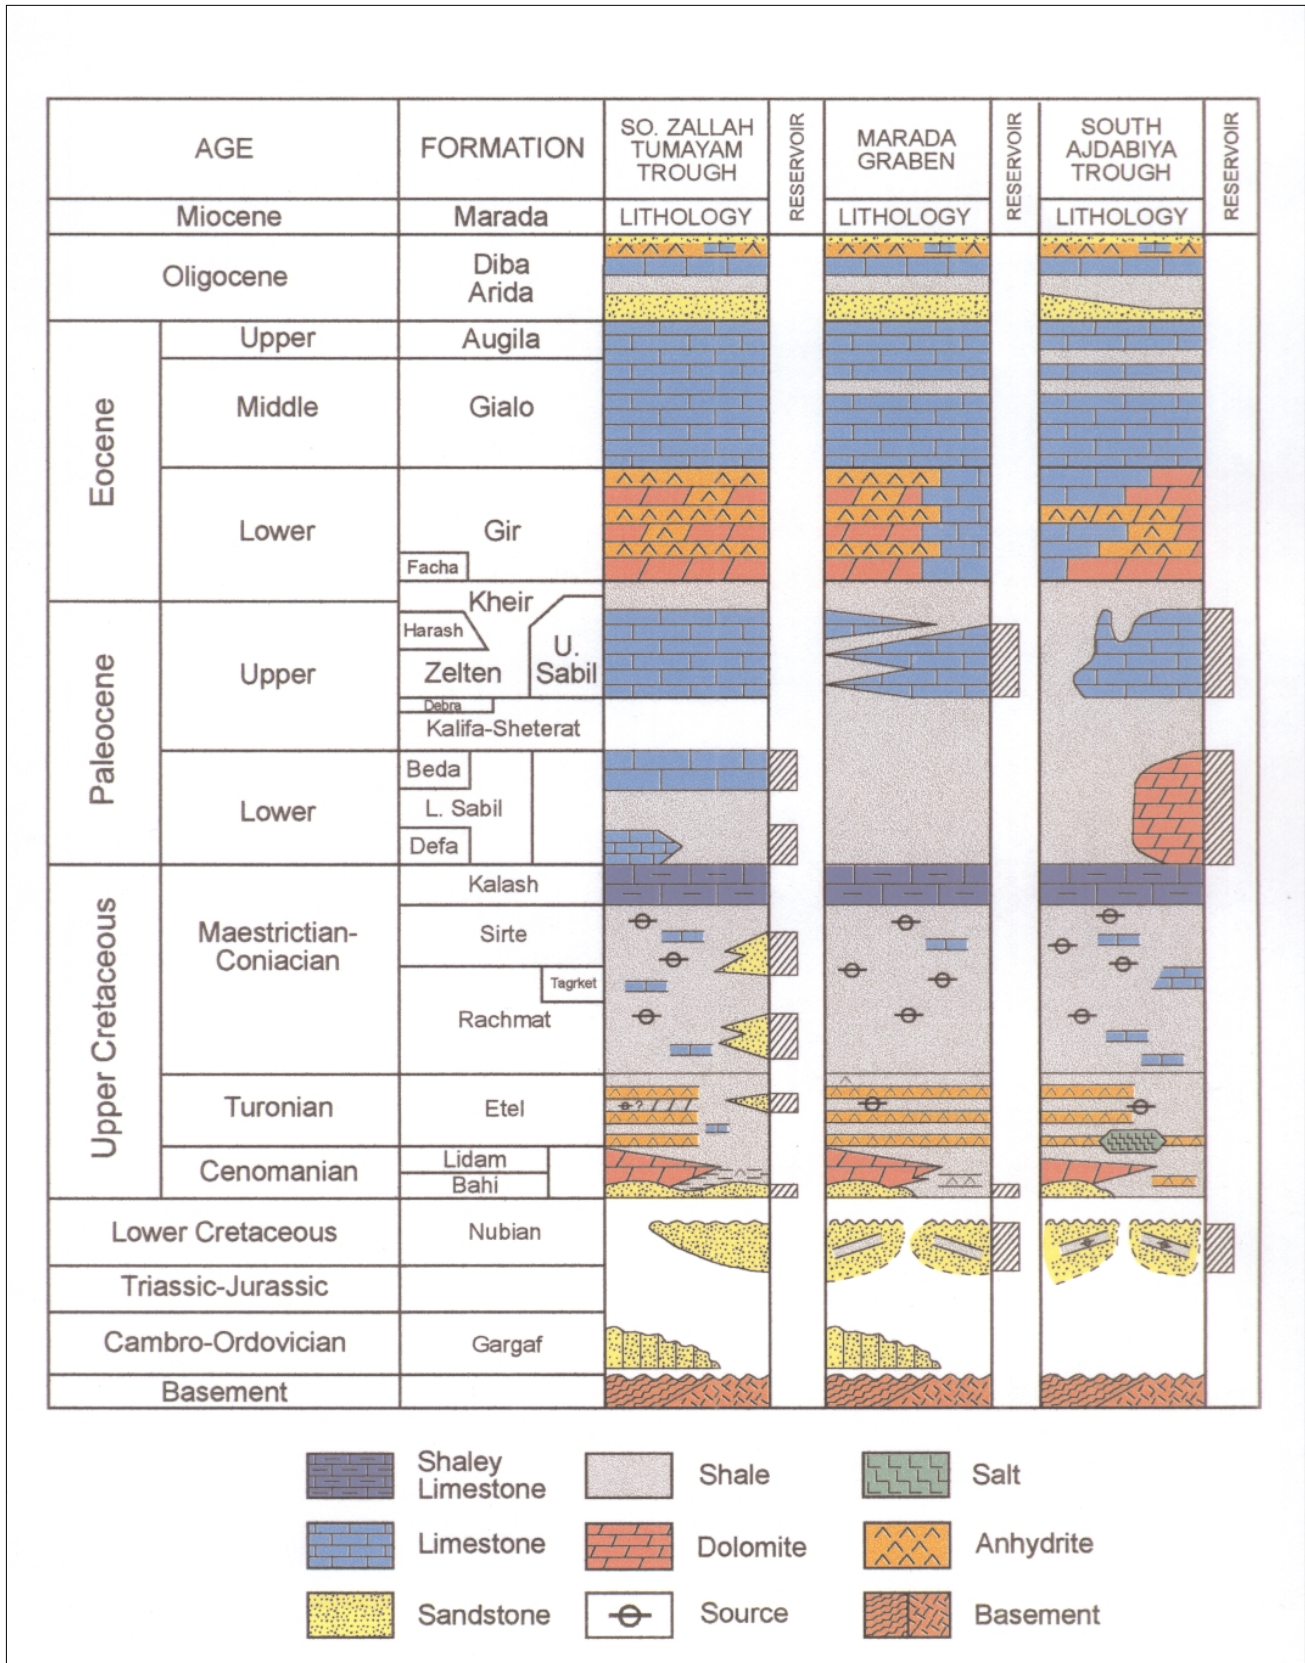 AGE
FORMATION
SO. ZALLAH
TUMAYAM
TROUGH
RESERVOIR
MARADA
GRABEN
RESERVOIR
SOUTH
AJDABIYA
TROUGH
RESERVOIR
Miocene
Marada
LITHOLOGY
LITHOLOGY
LITHOLOGY
Oligocene
Diba
Arida
Eocene
Upper
Augila
Middle
Gialo
Lower
Gir
Facha
Paleocene
Upper
Kheir
Harash
U.
Sabil
Zelten
Debra
Kalifa-Sheterat
Lower
Beda
L. Sabil
Defa
Upper Cretaceous
Maestrictian-
Coniacian
Kalash
Sirte
Tagrket
Rachmat
Turonian
Etel
?
Cenomanian
Lidam
Bahi
Lower Cretaceous
Nubian
Triassic-Jurassic
Cambro-Ordovician
Gargaf
Basement
Shaley
Limestone
Shale
Salt
Limestone
Dolomite
Anhydrite
Sandstone
Source
Basement